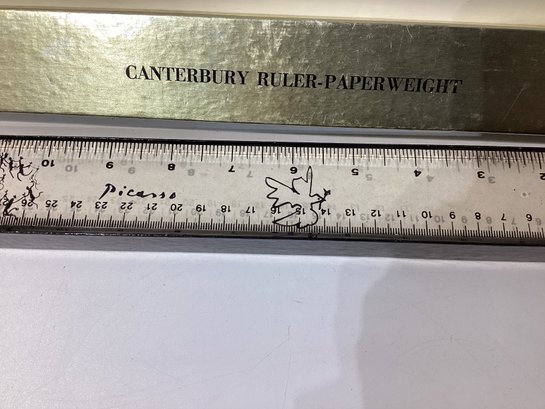 CANTERBURY RULER-PAPERWEIGHT
10 9 8 7 6 5 4 3 2
Picasso
26 25 24 23 22 21 20 19 18 17 16 15 14 13 12 11 10 9 8 7 6